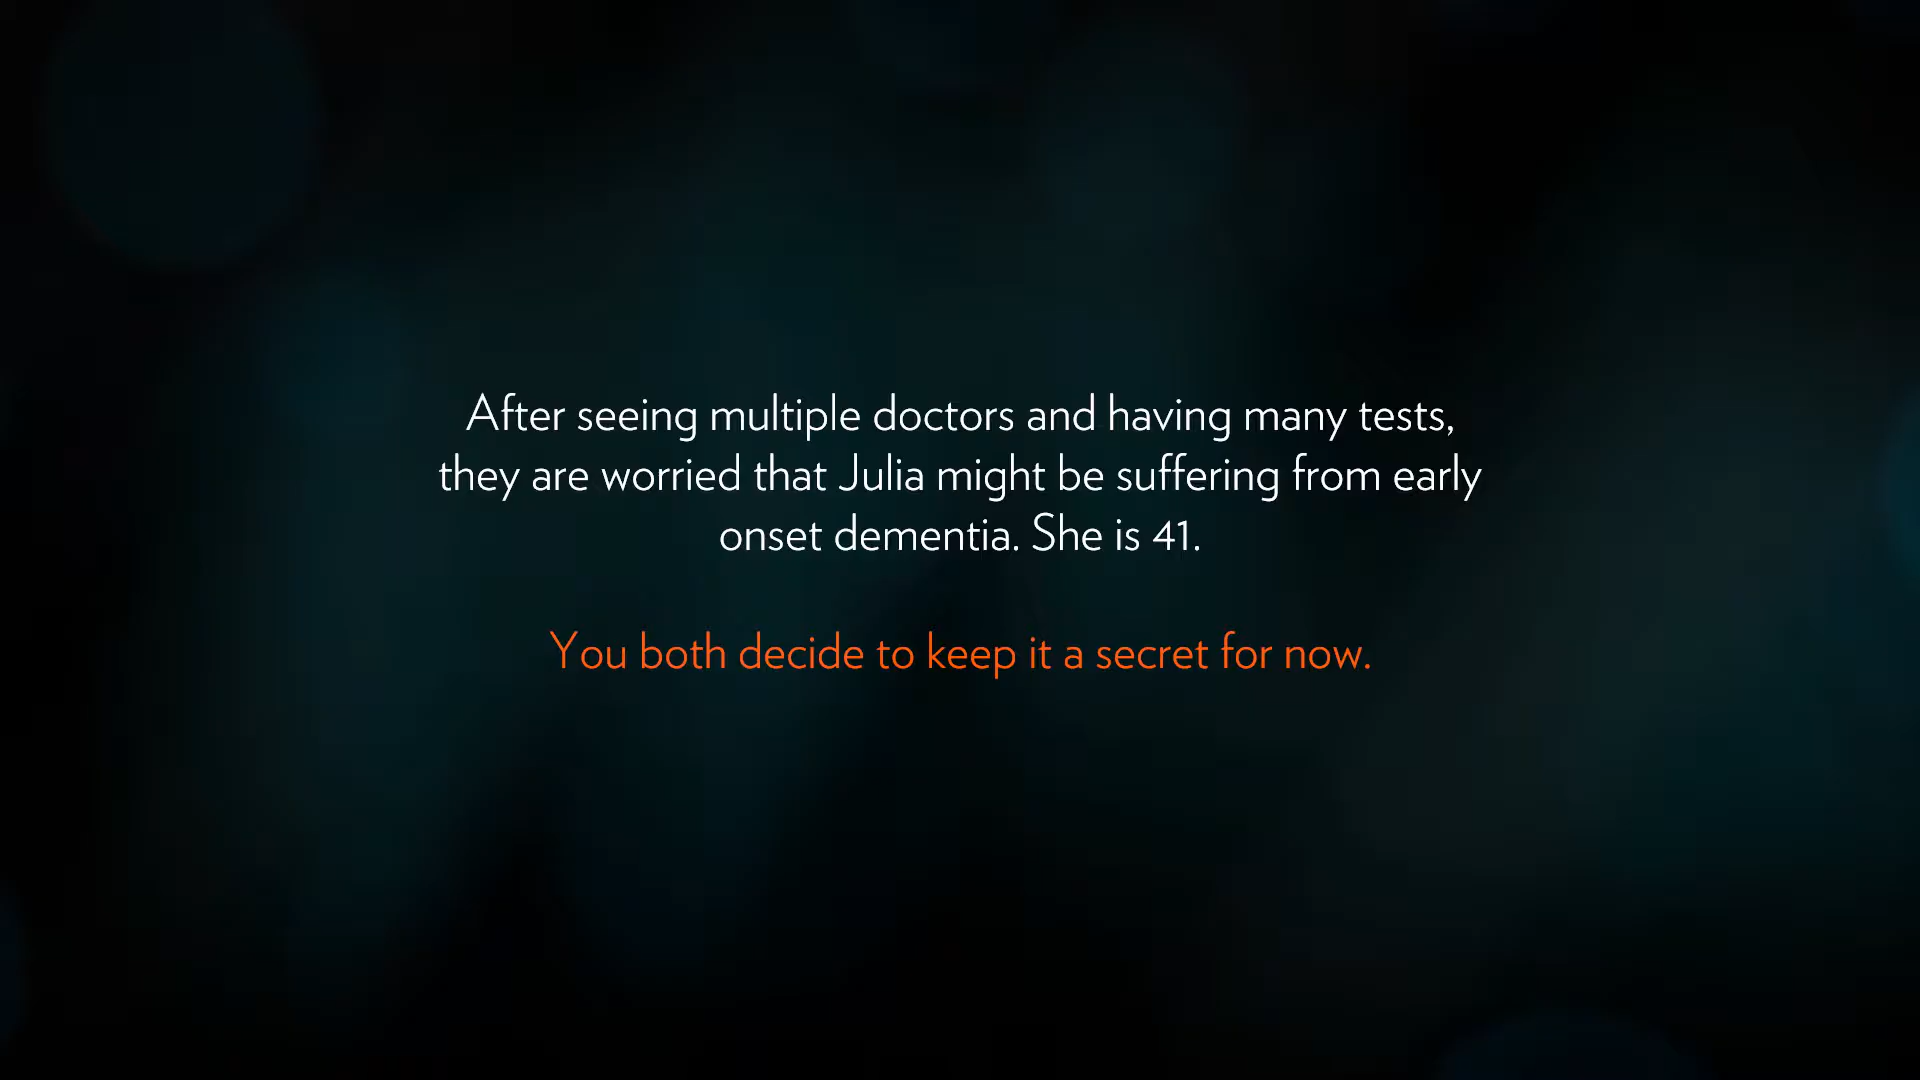 After seeing multiple doctors and having many tests,
they are worried that Julia might be suffering from early
onset dementia. She is 41.
You both decide to keep it a secret for now.